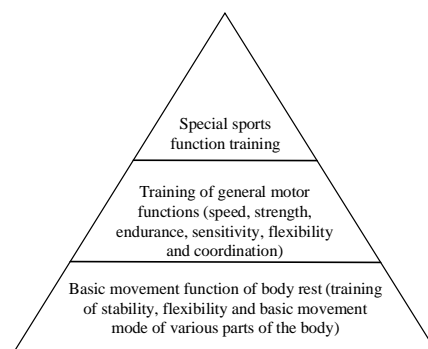 Special sports
function training
Training of general motor
functions (speed, strength,
endurance, sensitivity, flexibility
and coordination)
Basic movement function of body rest (training
of stability, flexibility and basic movement
mode of various parts of the body)